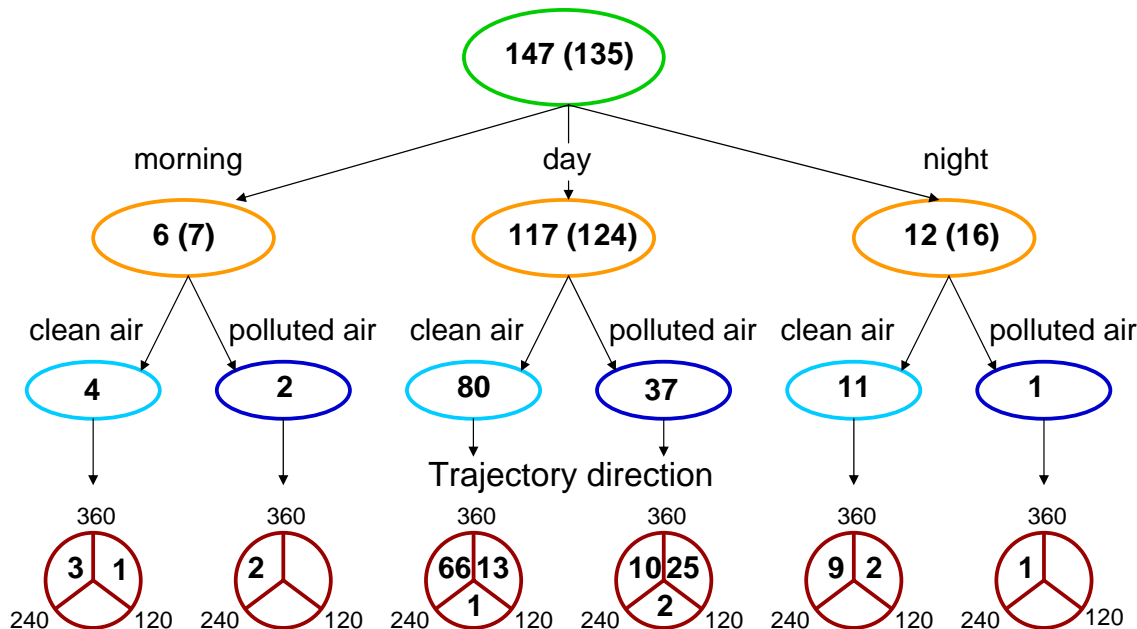 147 (135)
morning day night
6 (7) 117 (124) 12 (16)
clean air polluted air clean air polluted air clean air polluted air
4 2 80 37 11 1
Trajectory direction
360 360 360 360 360 360
3 1 2 66 13 10 25 9 2 1
1 2
240 120 240 120 240 120 240 120 240 120 240 120